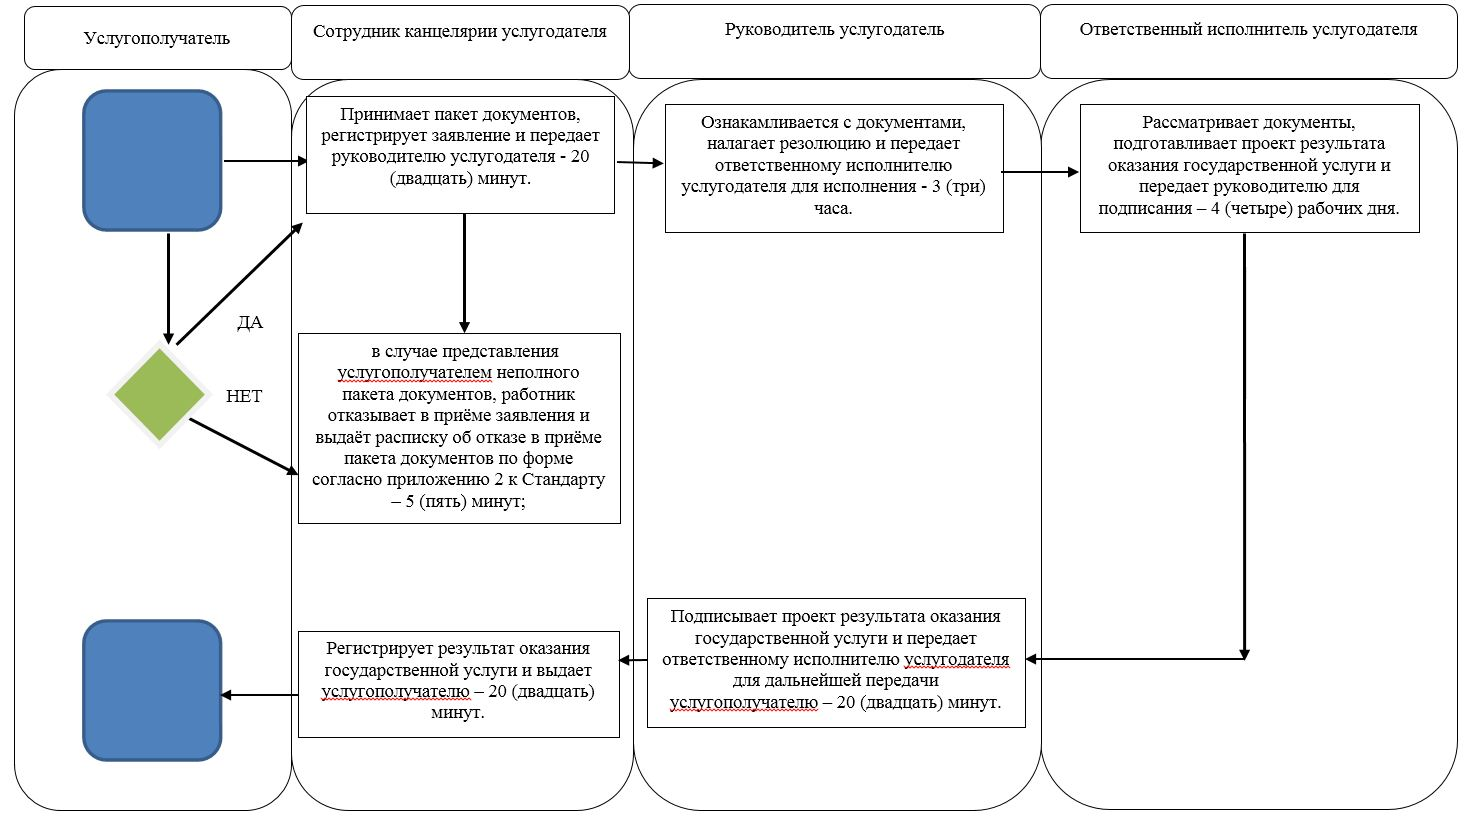 Услугополучатель
Сотрудник канцелярии услугодателя
Руководитель услугодатель
Ответственный исполнитель услугодателя
Принимает пакет документов,
регистрирует заявление и передает
руководителю услугодателя - 20
(двадцать) минут.
Ознакамливается с документами,
налагает резолюцию и передает
ответственному исполнителю
услугодателя для исполнения - 3 (три)
часа.
Рассматривает документы,
подготавливает проект результата
оказания государственной услуги и
передает руководителю для
подписания – 4 (четыре) рабочих дня.
ДА
НЕТ
в случае представления
услугополучателем неполного
пакета документов, работник
отказывает в приёме заявления и
выдаёт расписку об отказе в приёме
пакета документов по форме
согласно приложению 2 к Стандарту
– 5 (пять) минут;
Подписывает проект результата оказания
государственной услуги и передает
ответственному исполнителю услугодателя
для дальнейшей передачи
услугополучателю – 20 (двадцать) минут.
Регистрирует результат оказания
государственной услуги и выдает
услугополучателю – 20 (двадцать)
минут.